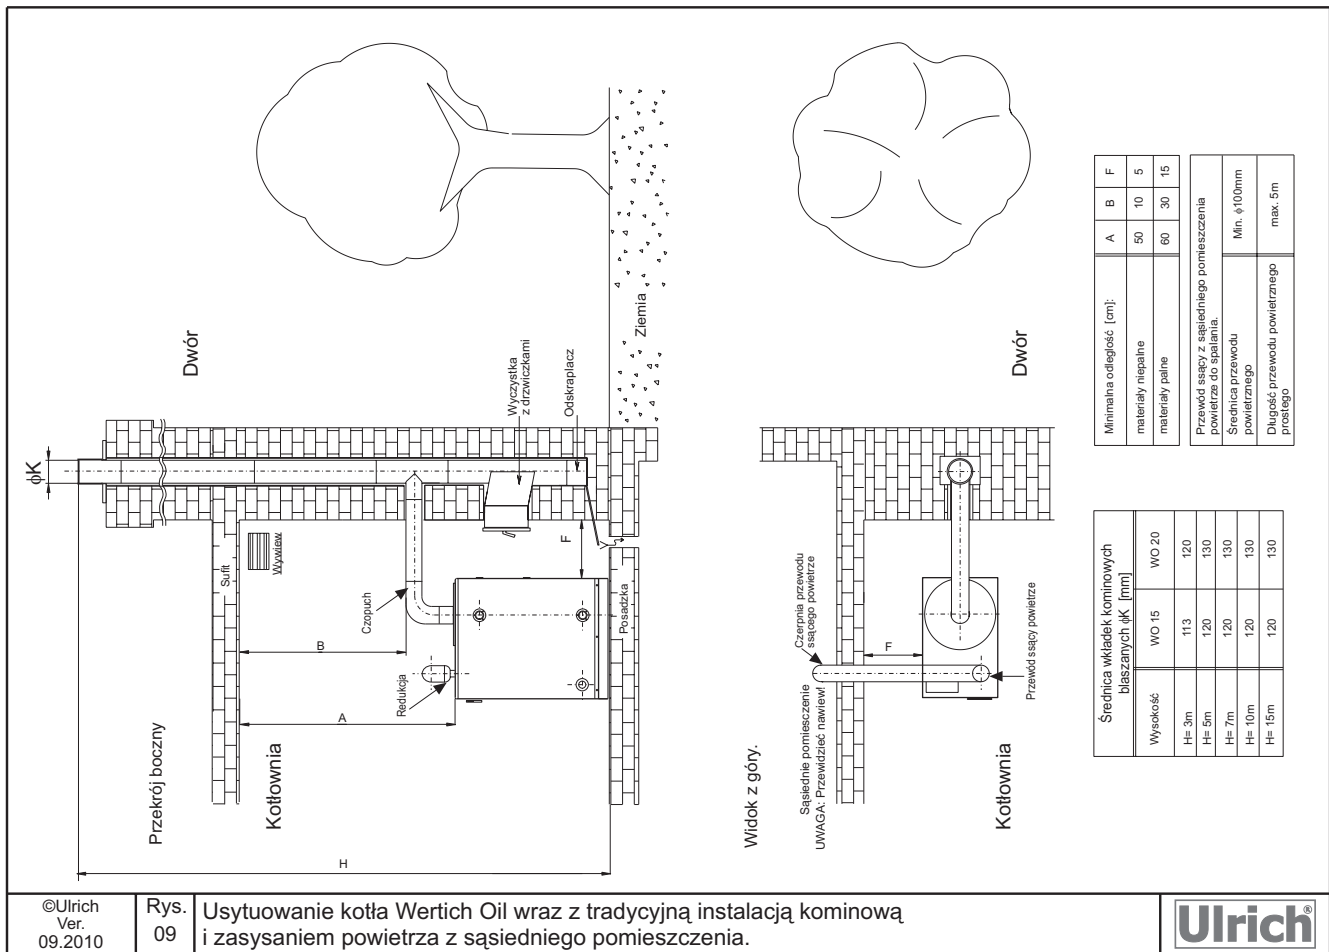 Przekrój boczny
Dwór
ϕK
Sufit
Wywiew
Kotłownia
Czopuch
Redukcja
B
A
F
H
Wyczystka
z drzwiczkami
Odskraplacz
Ziemia
Posadzka
Widok z góry.
Dwór
Czerpnia przewodu
ssącego powietrze
Sąsiednie pomiesczenie
UWAGA: Przewidzieć nawiew!
F
Przewód ssący powietrze
Kotłownia
Minimalna odległość [cm]: A B F
materiały niepalne 50 10 5
materiały palne 60 30 15
Przewód ssący z sąsiedniego pomieszczenia
powietrze do spalania.
Średnica przewodu
powietrznego Min. ϕ100mm
Długość przewodu powietrznego
prostego max. 5m
Średnica wkładek kominowych
blaszanych ϕK [mm]
Wysokość WO 15 WO 20
H= 3m 113 120
H= 5m 120 130
H= 7m 120 130
H= 10m 120 130
H= 15m 120 130
©Ulrich
Ver.
09.2010
Rys.
09
Usytuowanie kotła Wertich Oil wraz z tradycyjną instalacją kominową
i zasysaniem powietrza z sąsiedniego pomieszczenia.
Ulrich®